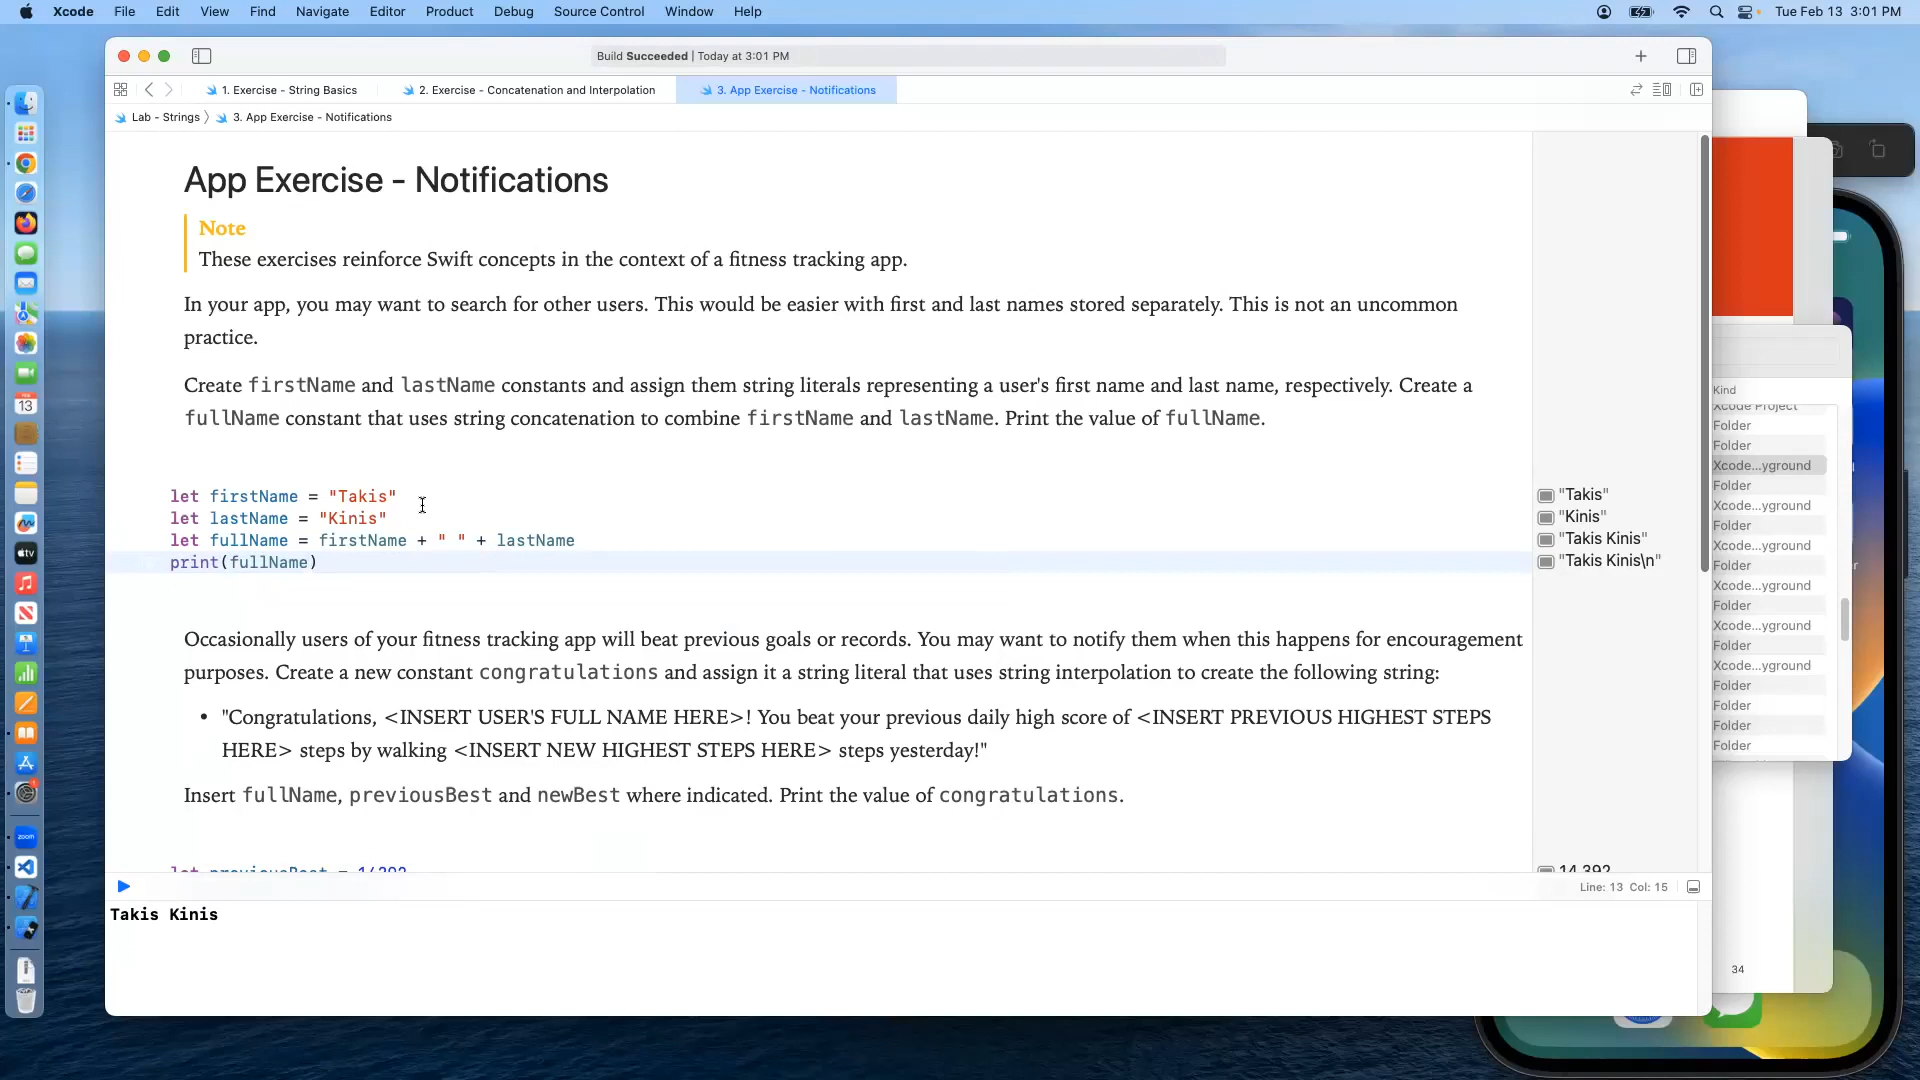 Xcode File Edit View Find Navigate Editor Product Debug Source Control Window Help Tue Feb 13 3:01 PM
Build Succeeded | Today at 3:01 PM
1. Exercise - String Basics
2. Exercise - Concatenation and Interpolation
3. App Exercise - Notifications
Lab - Strings
3. App Exercise - Notifications
App Exercise - Notifications
Note
These exercises reinforce Swift concepts in the context of a fitness tracking app.
In your app, you may want to search for other users. This would be easier with first and last names stored separately. This is not an uncommon
practice.
Create firstName and lastName constants and assign them string literals representing a user's first name and last name, respectively. Create a
fullName constant that uses string concatenation to combine firstName and lastName. Print the value of fullName.
let firstName = "Takis"
"Takis"
let lastName = "Kinis"
"Kinis"
let fullName = firstName + " " + lastName
"Takis Kinis"
print(fullName)
"Takis Kinis\n"
Occasionally users of your fitness tracking app will beat previous goals or records. You may want to notify them when this happens for encouragement
purposes. Create a new constant congratulations and assign it a string literal that uses string interpolation to create the following string:
• "Congratulations, <INSERT USER'S FULL NAME HERE>! You beat your previous daily high score of <INSERT PREVIOUS HIGHEST STEPS
HERE> steps by walking <INSERT NEW HIGHEST STEPS HERE> steps yesterday!"
Insert fullName, previousBest and newBest where indicated. Print the value of congratulations.
let previousBest = 14392
14,392
Line: 13 Col: 15
Takis Kinis
Kind
Xcode Project
Folder
Folder
Xcode...yground
Folder
Xcode...yground
Folder
Xcode...yground
Folder
Xcode...yground
Folder
Xcode...yground
Folder
Xcode...yground
Folder
Folder
Folder
Folder
34
FEB
13
zoom
tv